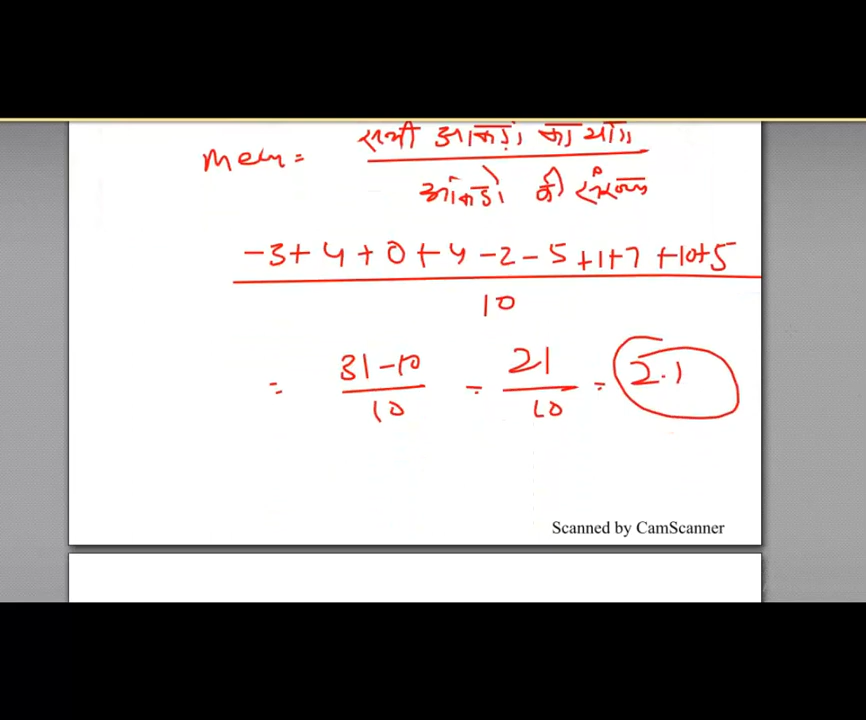 Mean = सभी आकड़ों का योग / आंकड़ो की संख्या
-3+4+0+4-2-5+1+7+10+5 / 10
= 31-10 / 10 = 21 / 10 = 2.1
Scanned by CamScanner